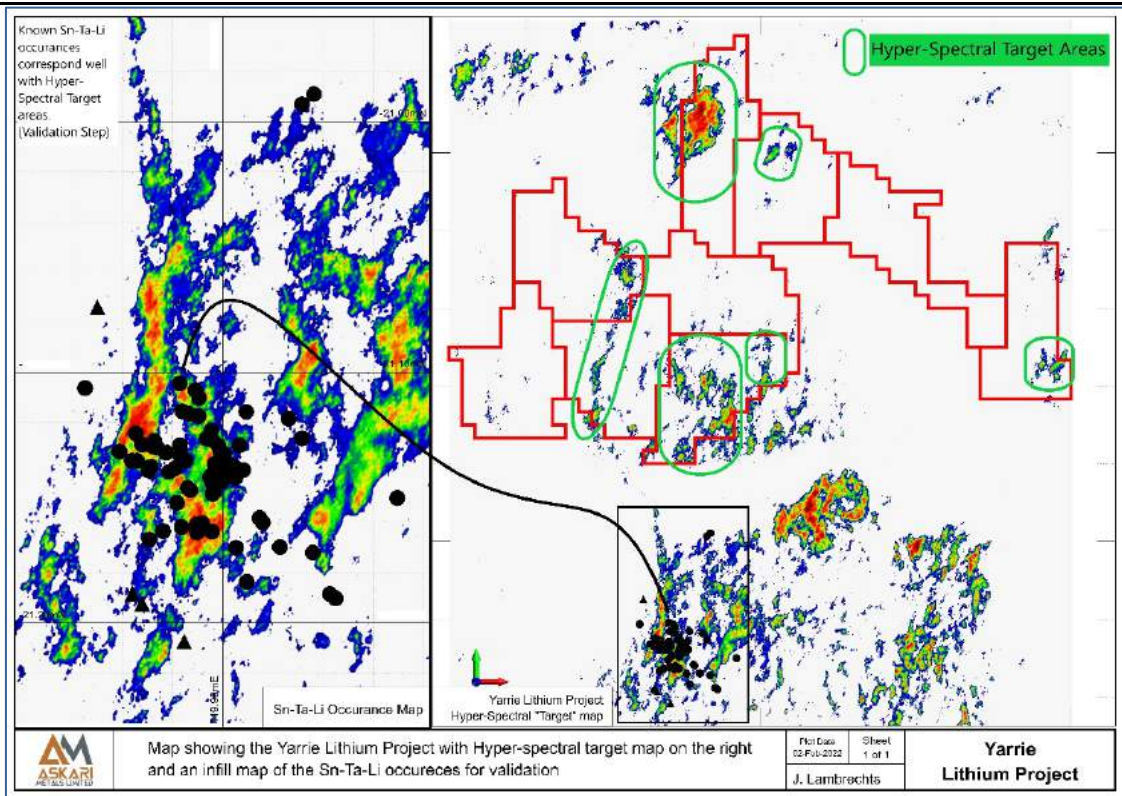 Known Sn-Ta-Li
occurances
correspond well
with Hyper-
Spectral Target
areas.
(Validation Step)
Sn-Ta-Li Occurance Map
Hyper-Spectral Target Areas
Yarrie Lithium Project
Hyper-Spectral "Target" map
AM
ASKARI
METALS LIMITED
Map showing the Yarrie Lithium Project with Hyper-spectral target map on the right
and an infill map of the Sn-Ta-Li occureces for validation
Plot Date
02-Feb-2022
Sheet
1 of 1
J. Lambrechts
Yarrie
Lithium Project